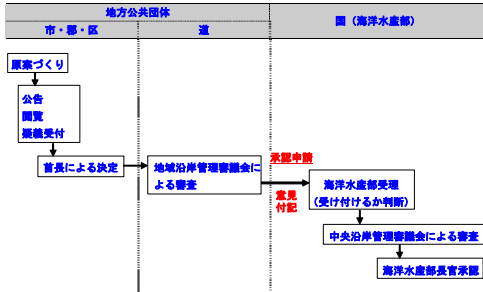 地方公共団体
国（海洋水産部）
市・郡・区
道
原案づくり
公告
閲覧
疑義受付
首長による決定
地域沿岸管理審議会に
よる審査
承認申請
意見
付記
海洋水産部受理
（受け付けるか判断）
中央沿岸管理審議会による審査
海洋水産部長官承認